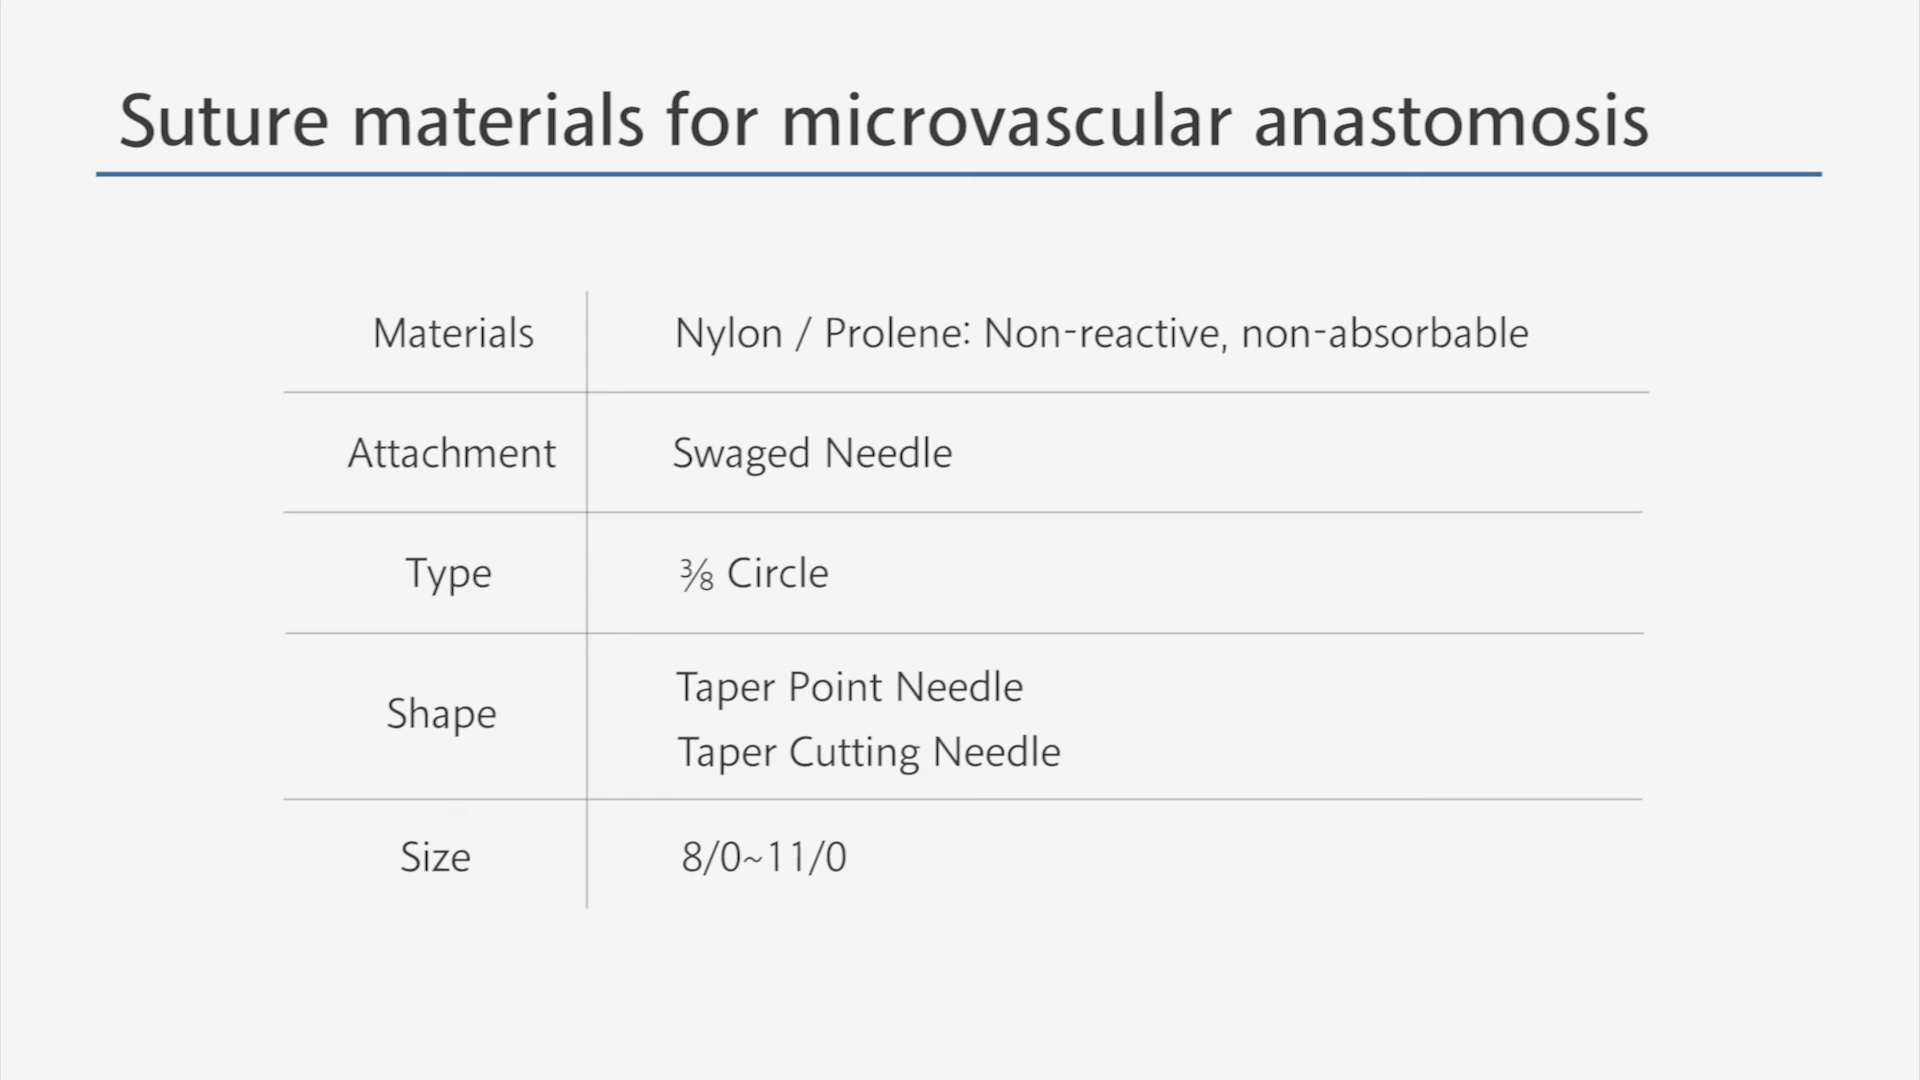 Suture materials for microvascular anastomosis
Materials Nylon / Prolene: Non-reactive, non-absorbable
Attachment Swaged Needle
Type ⅜ Circle
Shape Taper Point Needle
Taper Cutting Needle
Size 8/0~11/0